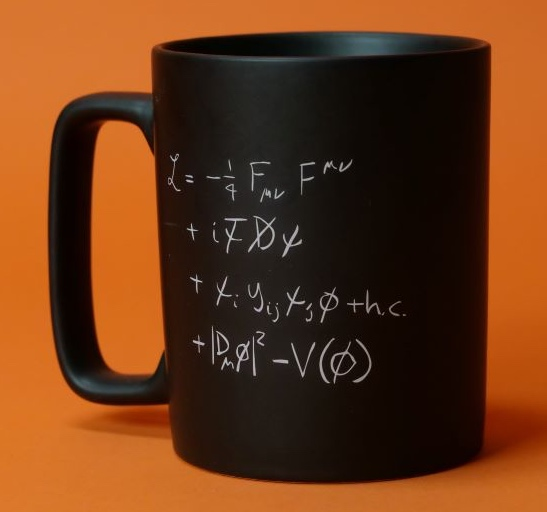 ℒ = -¼ F_μν F^μν
+ iψ̄D̸ψ
+ ψ_i y_ij ψ_j φ + h.c.
+ |D_μ φ|² - V(φ)